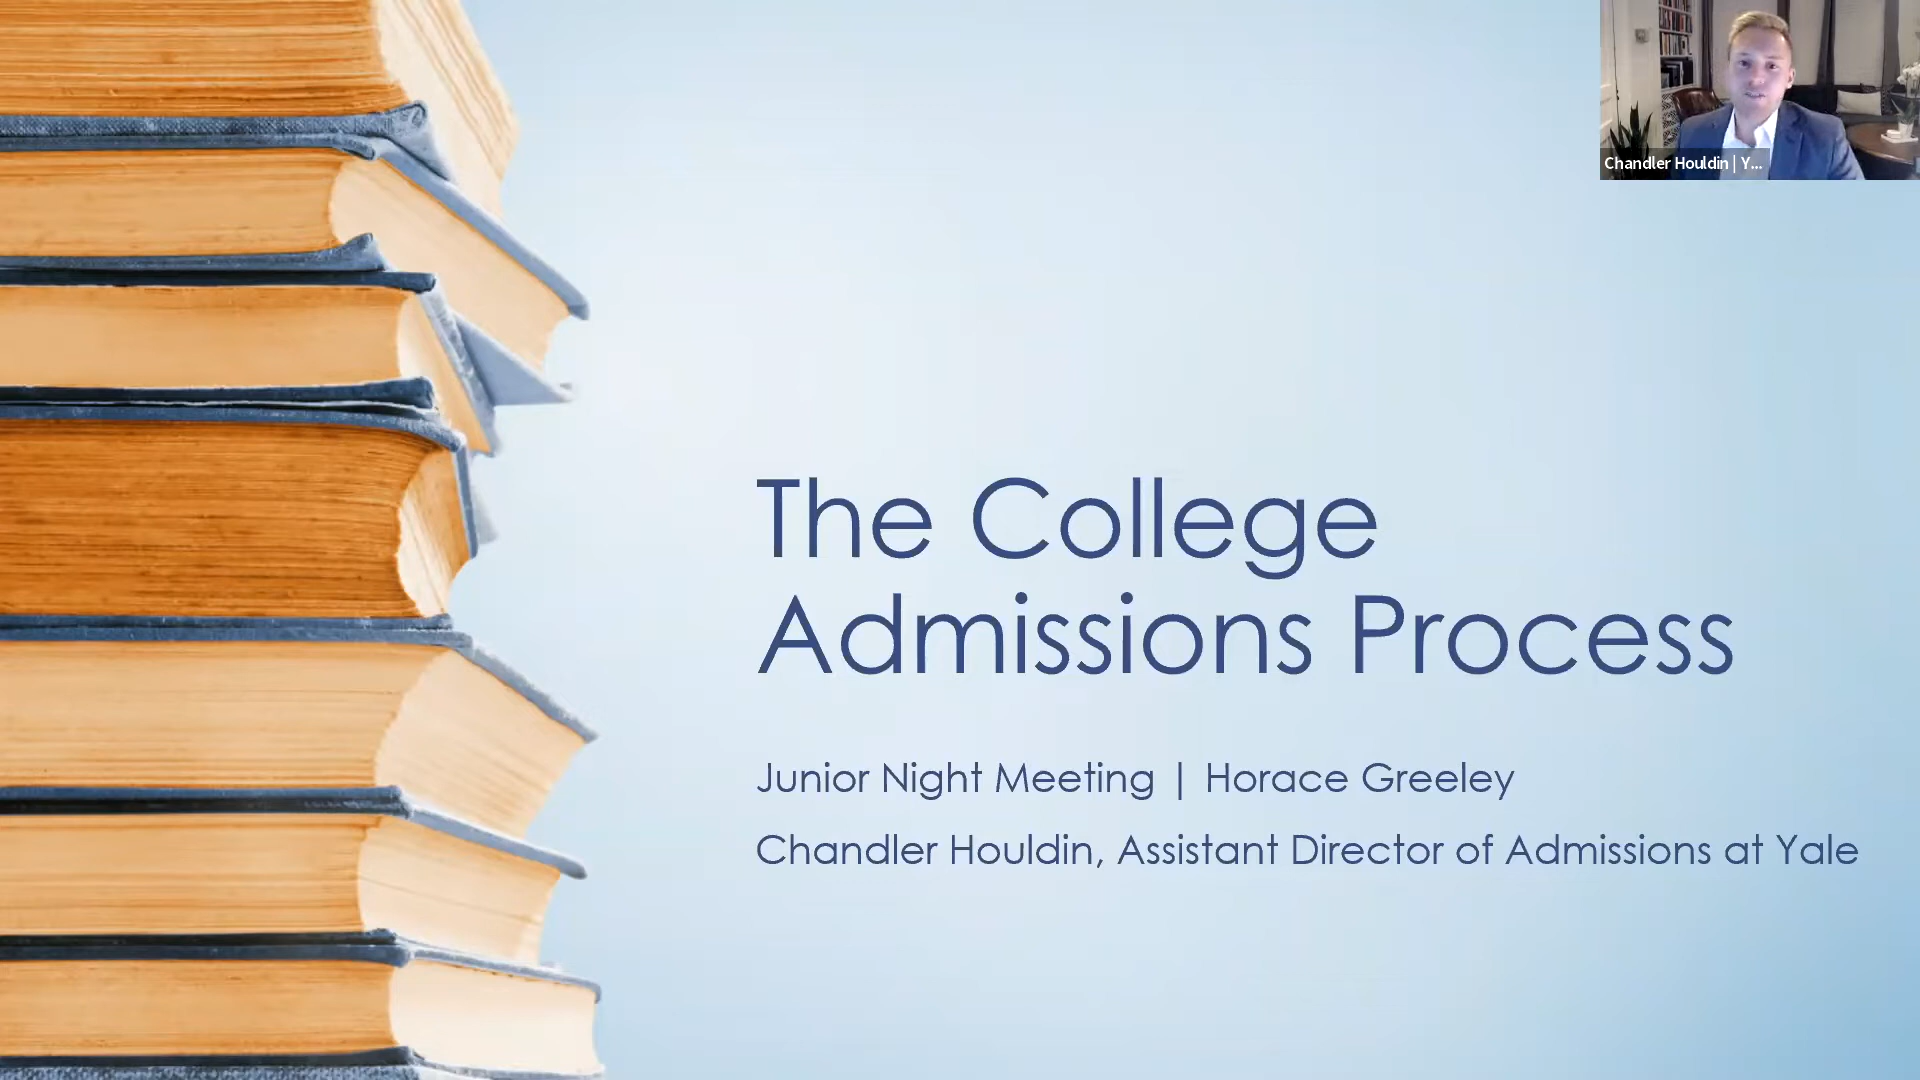 Chandler Houldin | Y...
The College
Admissions Process
Junior Night Meeting | Horace Greeley
Chandler Houldin, Assistant Director of Admissions at Yale